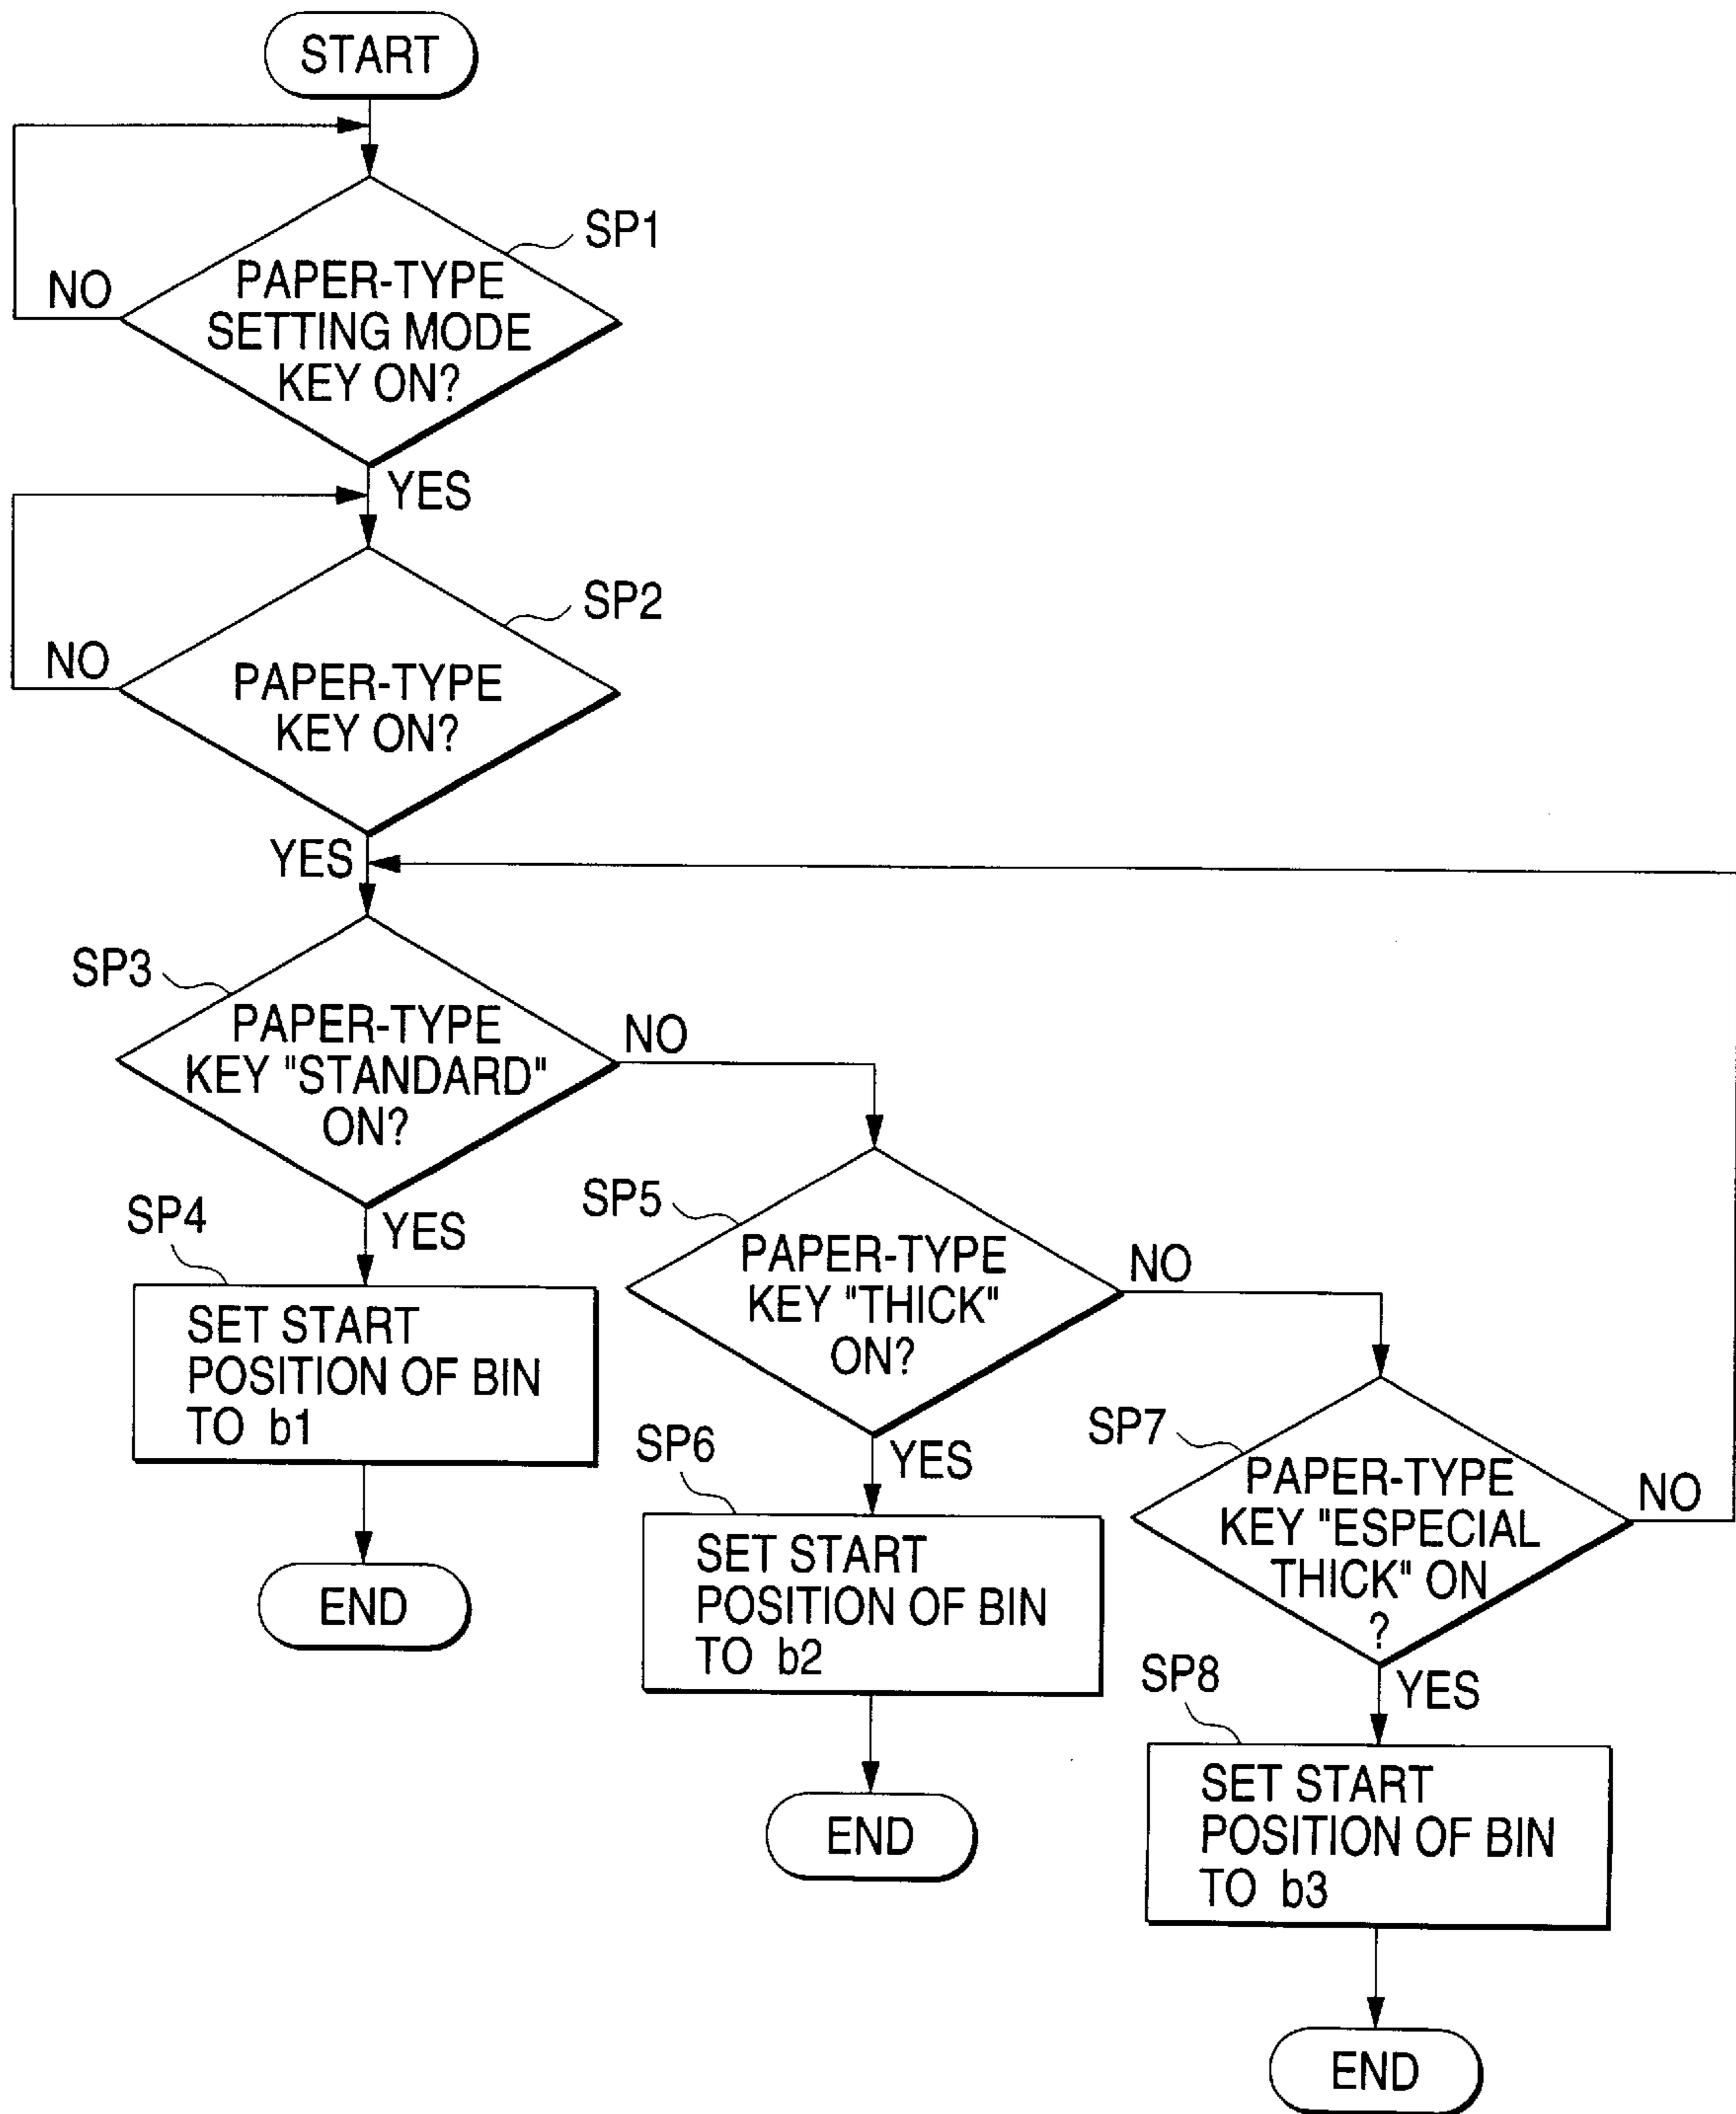 START
SP1
NO
PAPER-TYPE
SETTING MODE
KEY ON?
YES
SP2
NO
PAPER-TYPE
KEY ON?
YES
SP3
PAPER-TYPE
KEY "STANDARD"
ON?
NO
YES
SP4
SET START
POSITION OF BIN
TO b1
END
SP5
PAPER-TYPE
KEY "THICK"
ON?
NO
YES
SP6
SET START
POSITION OF BIN
TO b2
END
SP7
PAPER-TYPE
KEY "ESPECIAL
THICK" ON
?
NO
YES
SP8
SET START
POSITION OF BIN
TO b3
END